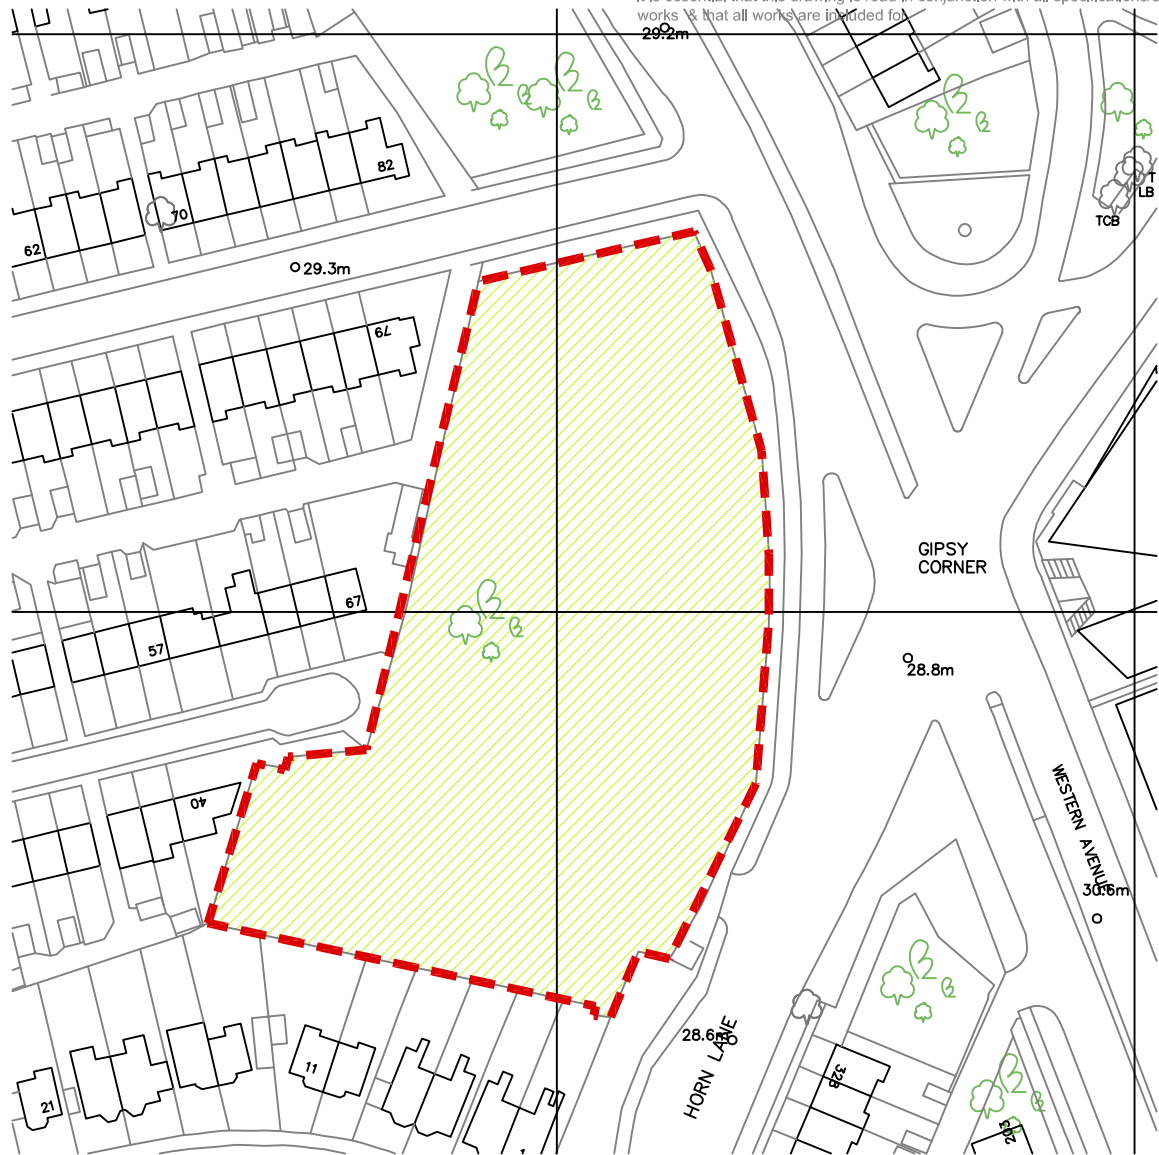 works & that all works are included for
29.2m
82
70
62
T
LB
TCB
29.3m
79
GIPSY
CORNER
67
57
28.8m
40
WESTERN AVENUE
30.6m
28.6m
HORN LANE
11
21
328
203